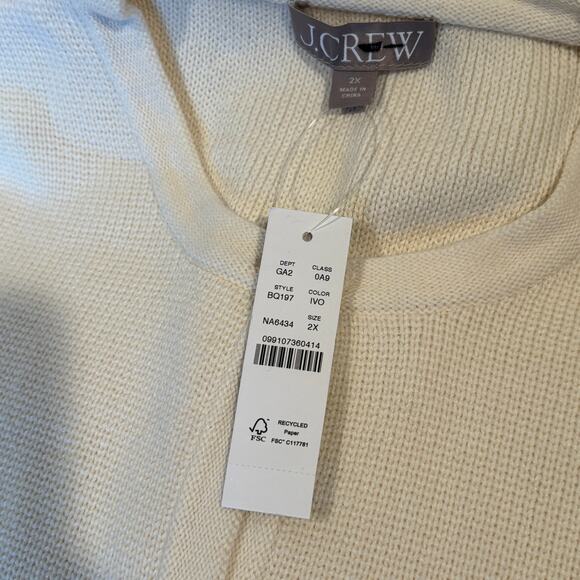 J.CREW
2X
MADE IN
CHINA
DEPT CLASS
GA2 0A9
STYLE COLOR
BQ197 IVO
SIZE
NA6434 2X
099107360414
FSC
RECYCLED
Paper
FSC® C117781